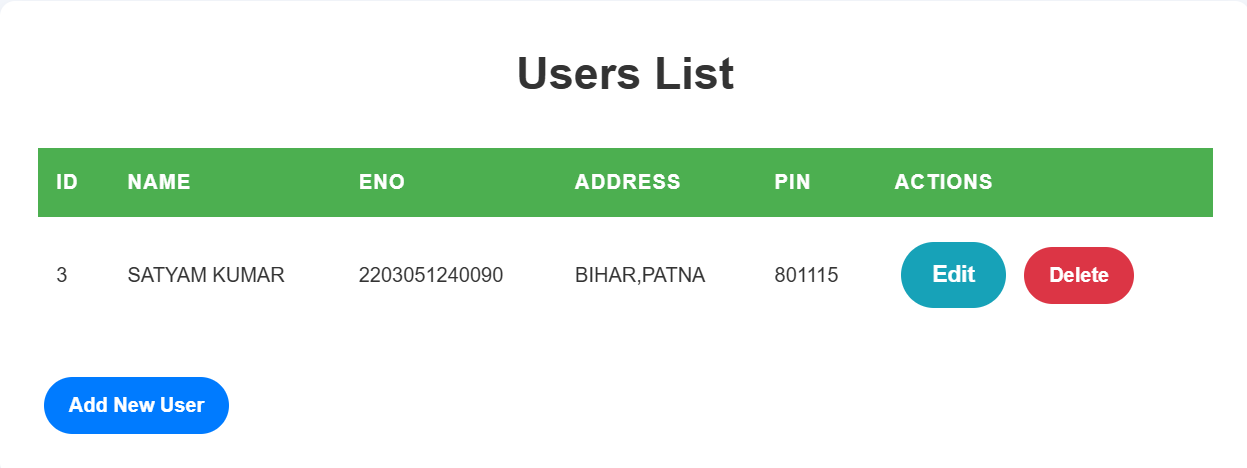 Users List
ID NAME ENO ADDRESS PIN ACTIONS
3 SATYAM KUMAR 2203051240090 BIHAR,PATNA 801115 Edit Delete
Add New User